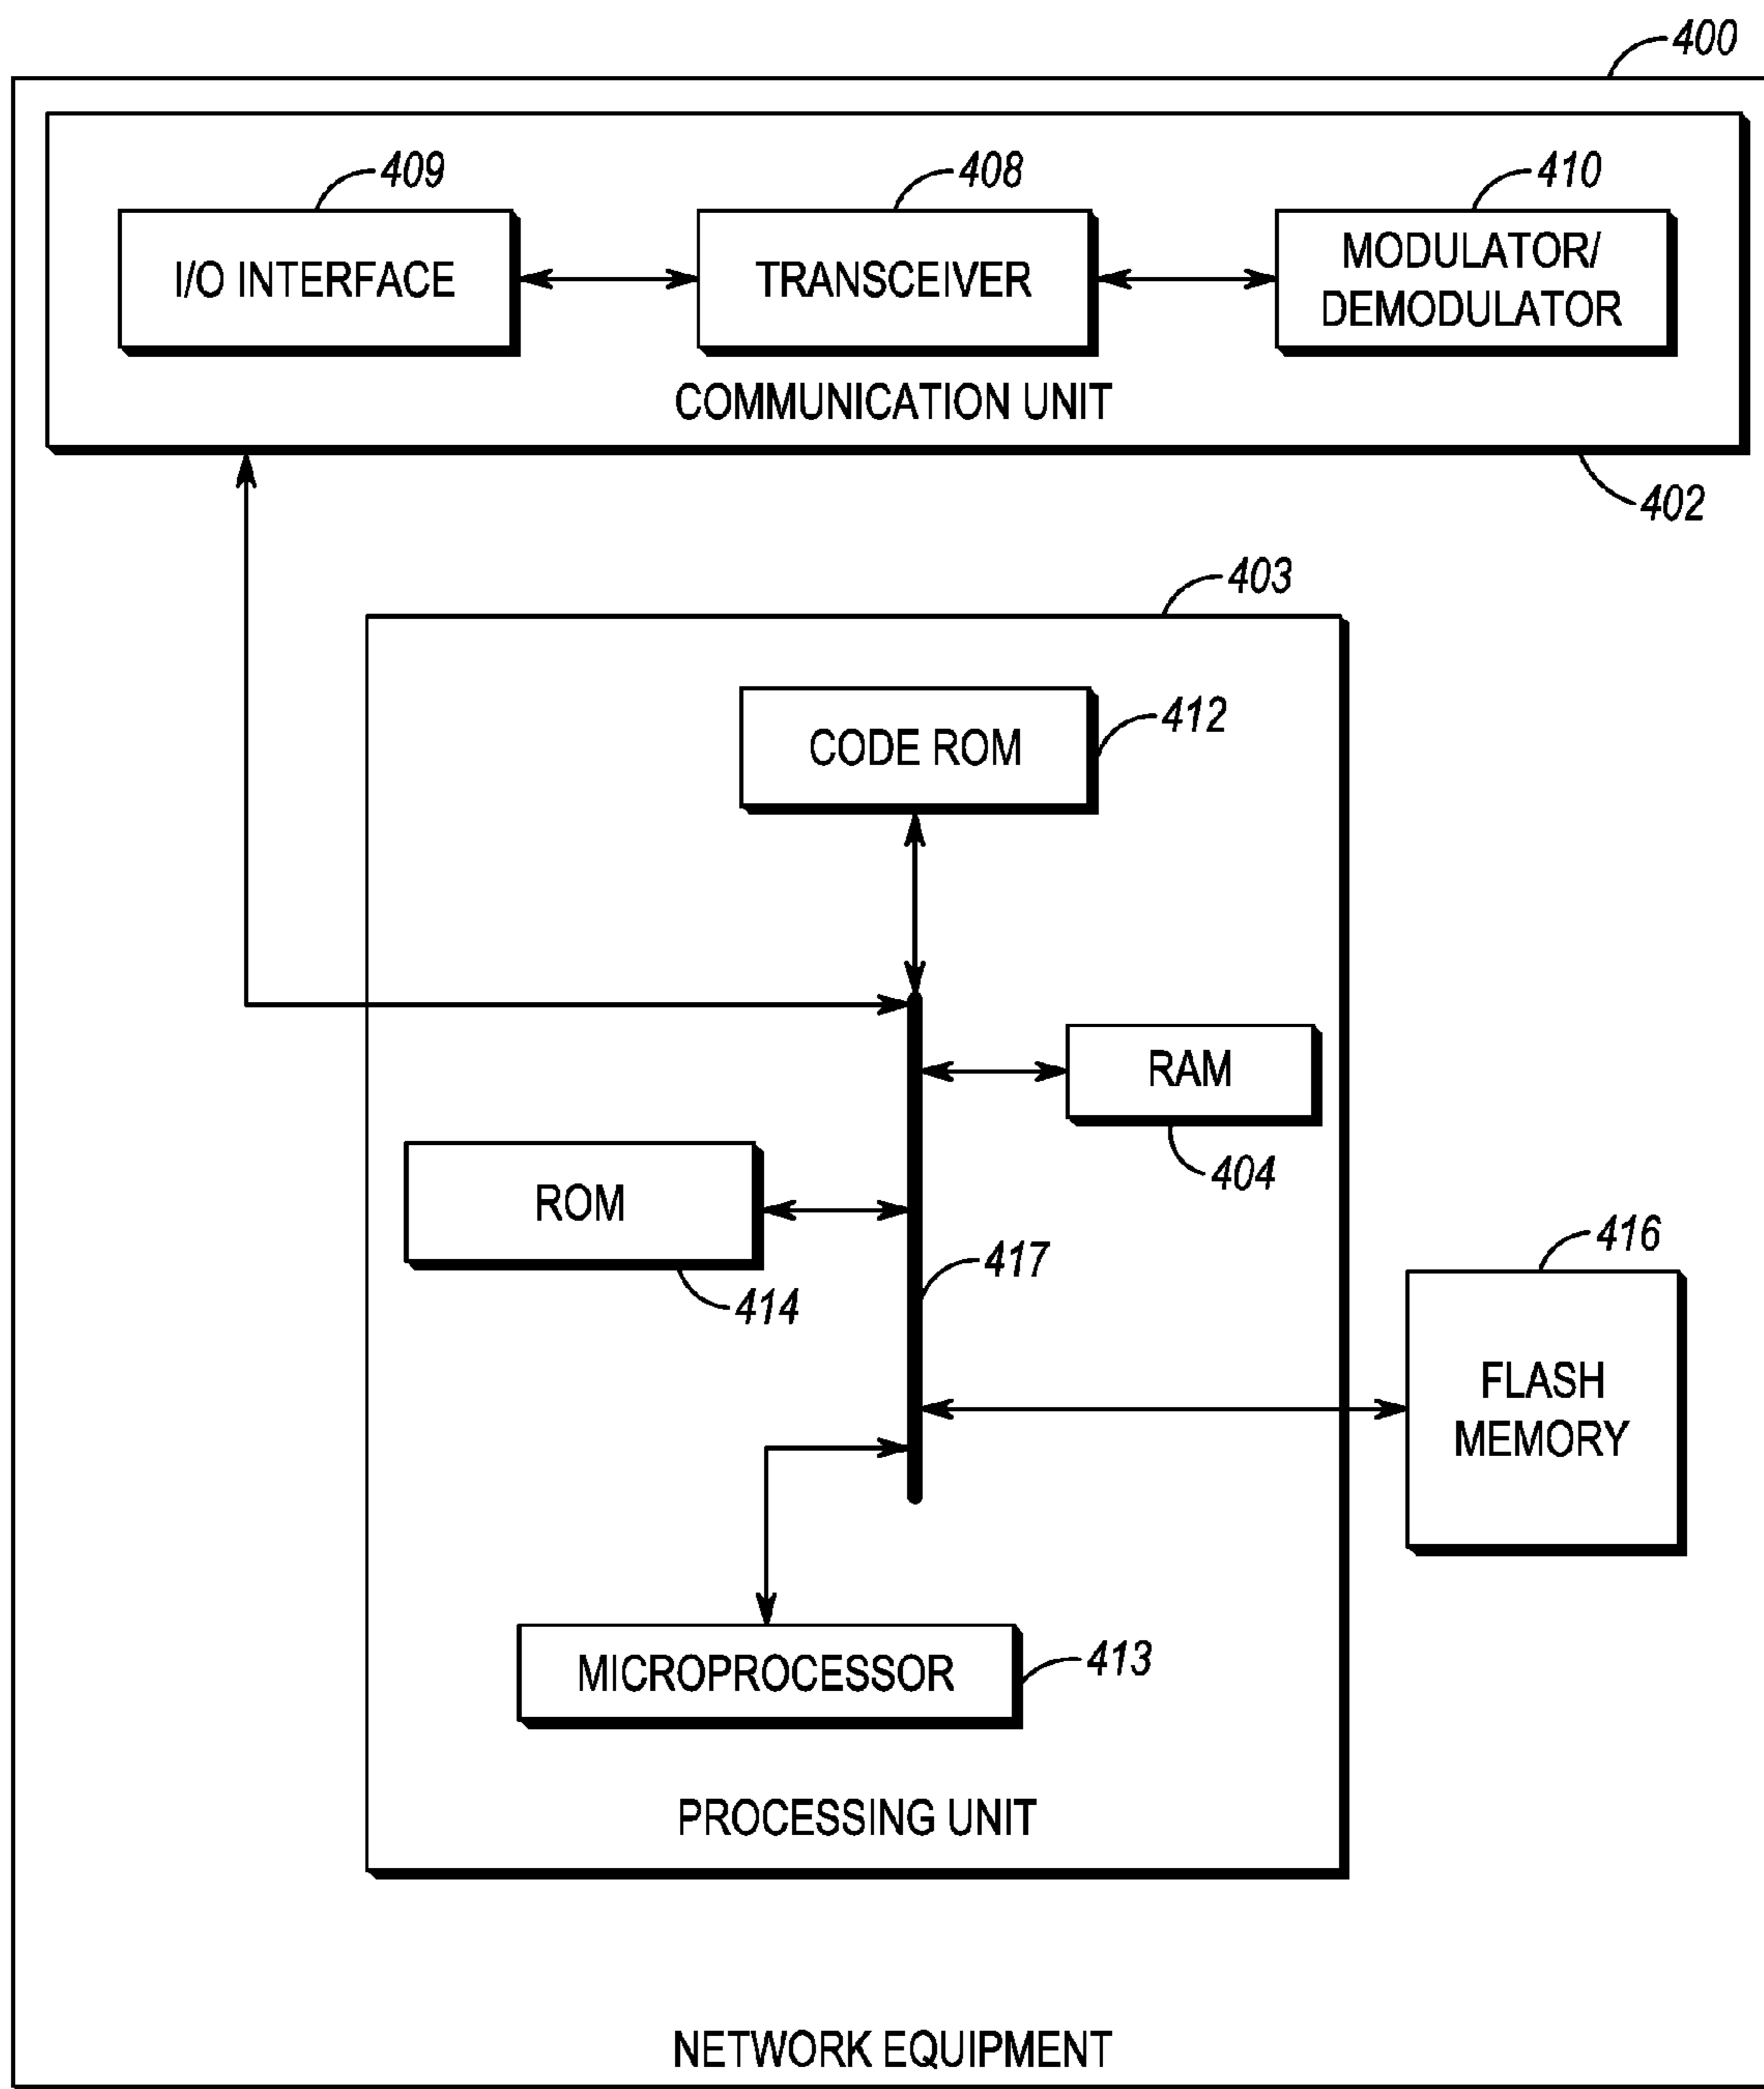 400
409
408
410
I/O INTERFACE
TRANSCEIVER
MODULATOR/
DEMODULATOR
COMMUNICATION UNIT
402
403
CODE ROM
412
RAM
404
ROM
414
417
416
FLASH
MEMORY
MICROPROCESSOR
413
PROCESSING UNIT
NETWORK EQUIPMENT